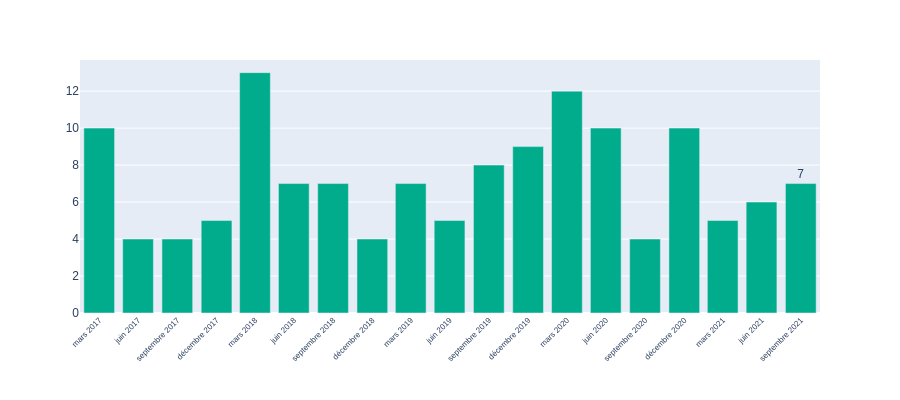 12
10
8
6
4
2
0
7
mars 2017
juin 2017
septembre 2017
décembre 2017
mars 2018
juin 2018
septembre 2018
décembre 2018
mars 2019
juin 2019
septembre 2019
décembre 2019
mars 2020
juin 2020
septembre 2020
décembre 2020
mars 2021
juin 2021
septembre 2021